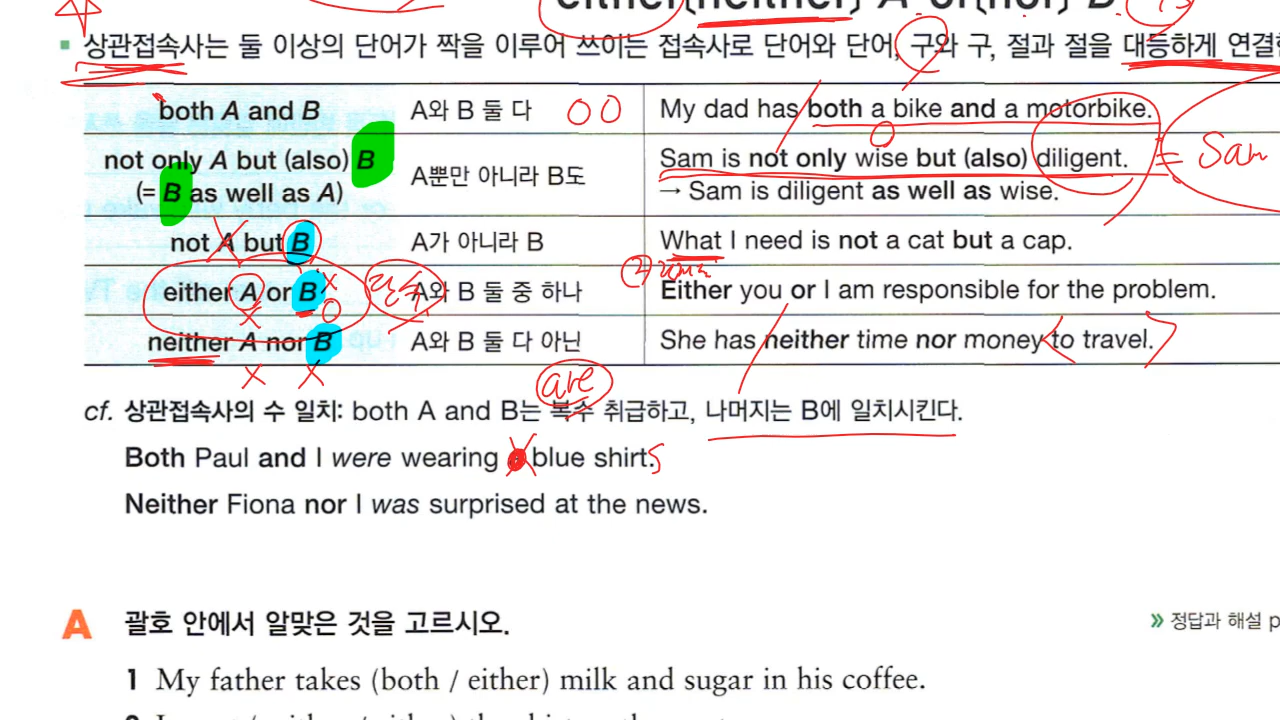 either(neither) A or(nor) B
상관접속사는 둘 이상의 단어가 짝을 이루어 쓰이는 접속사로 단어와 단어, 구와 구, 절과 절을 대등하게 연결
both A and B A와 B 둘 다 My dad has both a bike and a motorbike.
not only A but (also) B
(= B as well as A)
A뿐만 아니라 B도
Sam is not only wise but (also) diligent. = Sam
→ Sam is diligent as well as wise.
not A but B A가 아니라 B What I need is not a cat but a cap.
either A or B A와 B 둘 중 하나 Either you or I am responsible for the problem.
neither A nor B A와 B 둘 다 아닌 She has neither time nor money to travel.
are
cf. 상관접속사의 수 일치: both A and B는 복수 취급하고, 나머지는 B에 일치시킨다.
Both Paul and I were wearing blue shirts
Neither Fiona nor I was surprised at the news.
A 괄호 안에서 알맞은 것을 고르시오.
» 정답과 해설 p
1 My father takes (both / either) milk and sugar in his coffee.